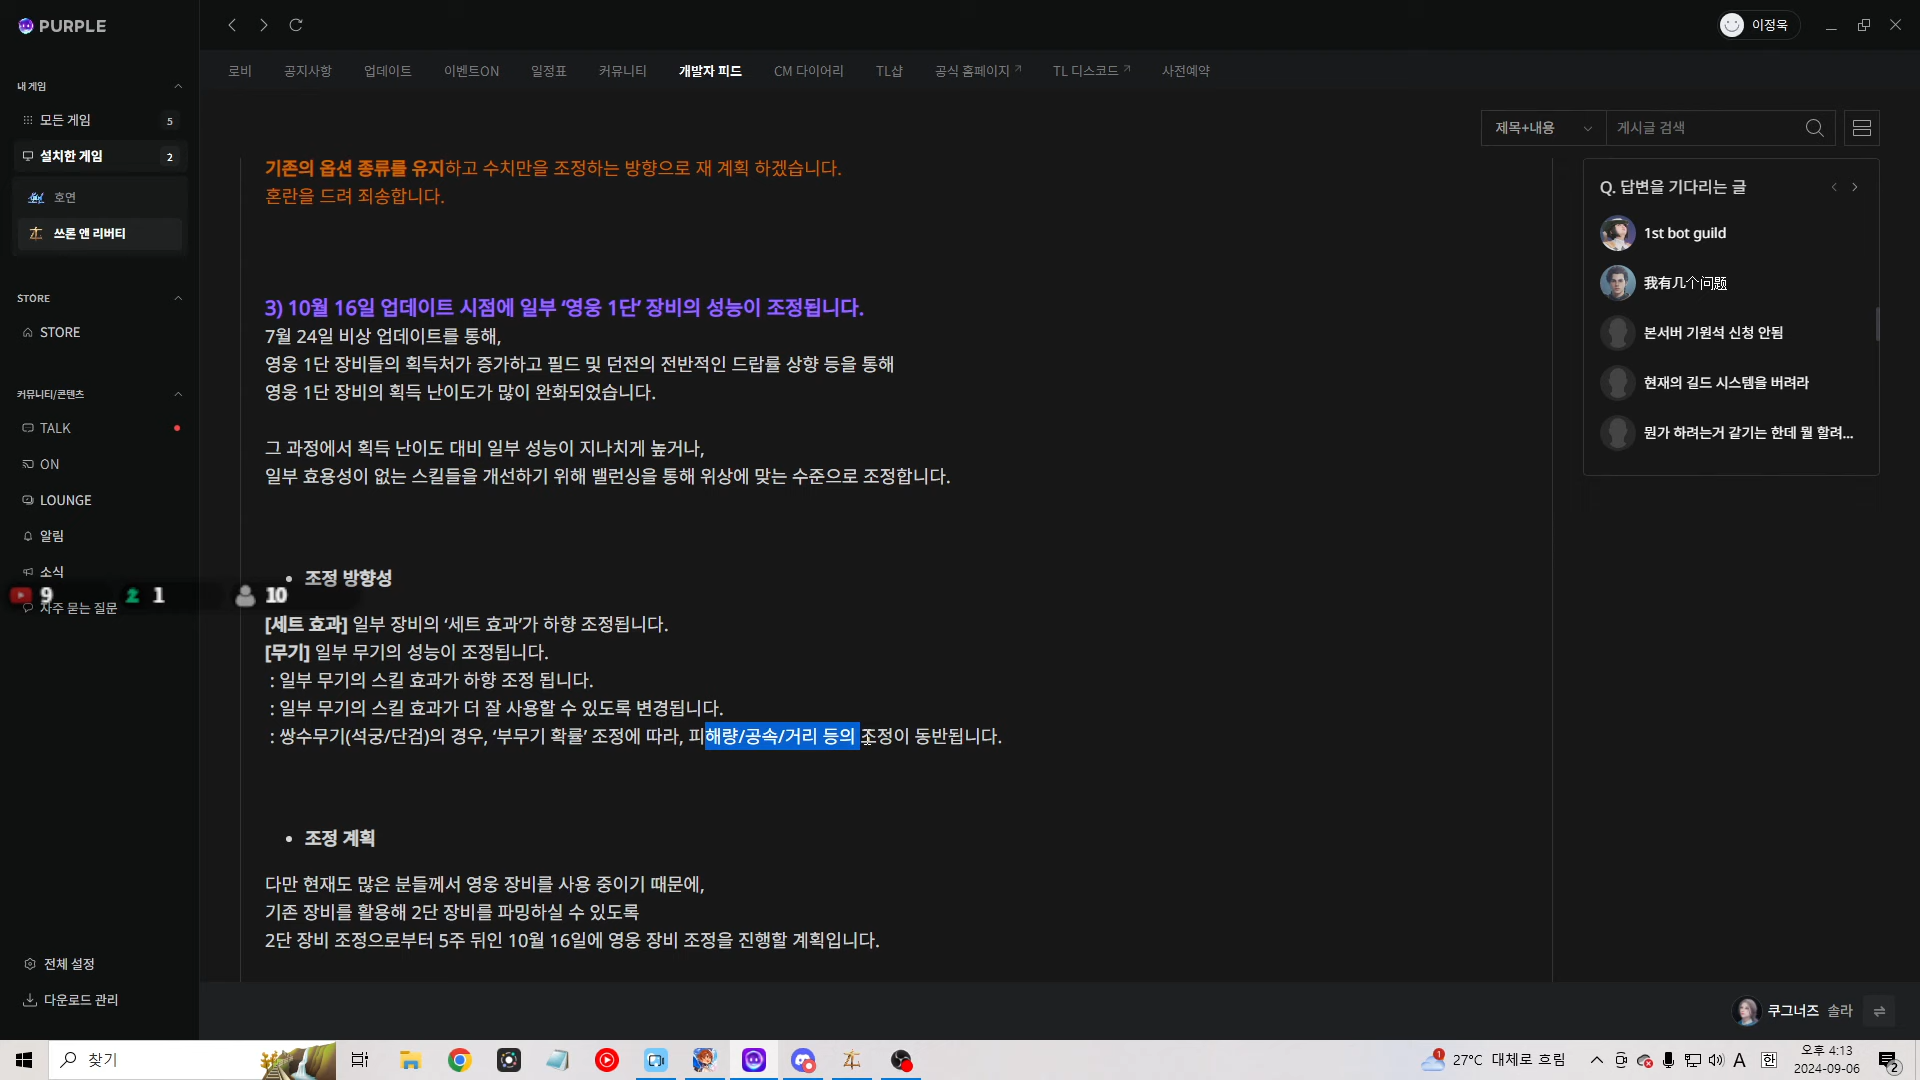 PURPLE
이정욱
로비 공지사항 업데이트 이벤트ON 일정표 커뮤니티 개발자 피드 CM 다이어리 TL샵 공식 홈페이지 TL 디스코드 사전예약
내 게임
모든 게임 5
설치한 게임 2
호연
쓰론 앤 리버티
STORE
STORE
커뮤니티/콘텐츠
TALK
ON
LOUNGE
알림
소식
자주 묻는 질문
9 1 10
전체 설정
다운로드 관리
제목+내용 게시글 검색
기존의 옵션 종류를 유지하고 수치만을 조정하는 방향으로 재 계획 하겠습니다.
혼란을 드려 죄송합니다.
3) 10월 16일 업데이트 시점에 일부 ‘영웅 1단’ 장비의 성능이 조정됩니다.
7월 24일 비상 업데이트를 통해,
영웅 1단 장비들의 획득처가 증가하고 필드 및 던전의 전반적인 드랍률 상향 등을 통해
영웅 1단 장비의 획득 난이도가 많이 완화되었습니다.
그 과정에서 획득 난이도 대비 일부 성능이 지나치게 높거나,
일부 효용성이 없는 스킬들을 개선하기 위해 밸런싱을 통해 위상에 맞는 수준으로 조정합니다.
• 조정 방향성
[세트 효과] 일부 장비의 ‘세트 효과’가 하향 조정됩니다.
[무기] 일부 무기의 성능이 조정됩니다.
: 일부 무기의 스킬 효과가 하향 조정 됩니다.
: 일부 무기의 스킬 효과가 더 잘 사용할 수 있도록 변경됩니다.
: 쌍수무기(석궁/단검)의 경우, ‘부무기 확률’ 조정에 따라, 피해량/공속/거리 등의 조정이 동반됩니다.
• 조정 계획
다만 현재도 많은 분들께서 영웅 장비를 사용 중이기 때문에,
기존 장비를 활용해 2단 장비를 파밍하실 수 있도록
2단 장비 조정으로부터 5주 뒤인 10월 16일에 영웅 장비 조정을 진행할 계획입니다.
Q. 답변을 기다리는 글
1st bot guild
我有几个问题
본서버 기원석 신청 안됨
현재의 길드 시스템을 버려라
뭔가 하려는거 같기는 한데 뭘 할려...
쿠그너즈 솔라
찾기
1 27°C 대체로 흐림
A 한
오후 4:13
2024-09-06
2